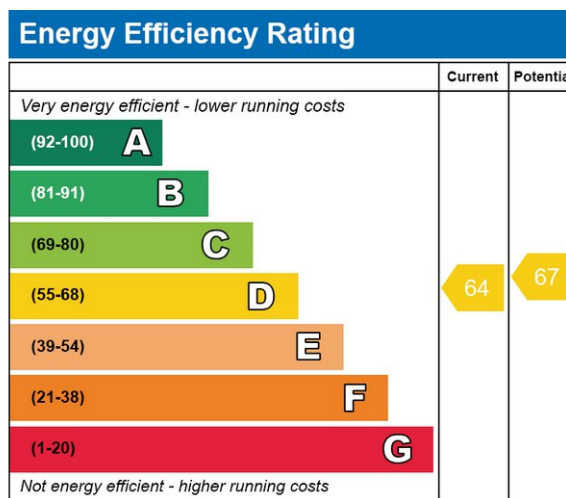 Energy Efficiency Rating
Current Potentia
Very energy efficient - lower running costs
(92-100) A
(81-91) B
(69-80) C
(55-68) D 64 67
(39-54) E
(21-38) F
(1-20) G
Not energy efficient - higher running costs